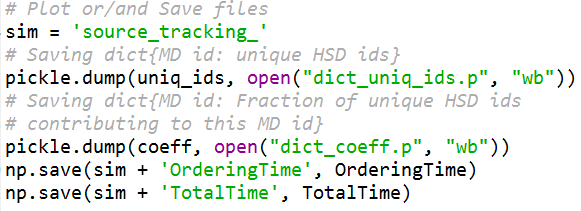 # Plot or/and Save files
sim = 'source_tracking_'
# Saving dict{MD id: unique HSD ids}
pickle.dump(uniq_ids, open("dict_uniq_ids.p", "wb"))
# Saving dict{MD id: Fraction of unique HSD ids
# contributing to this MD id}
pickle.dump(coeff, open("dict_coeff.p", "wb"))
np.save(sim + 'OrderingTime', OrderingTime)
np.save(sim + 'TotalTime', TotalTime)